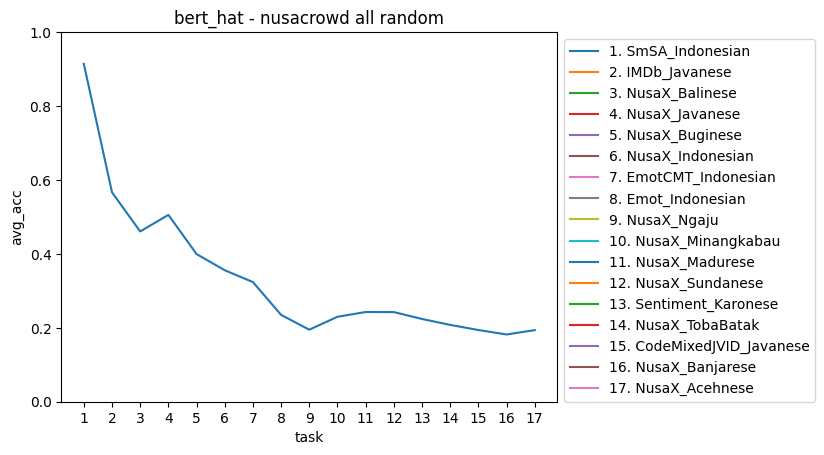 bert_hat - nusacrowd all random
avg_acc
1.0
0.8
0.6
0.4
0.2
0.0
1 2 3 4 5 6 7 8 9 10 11 12 13 14 15 16 17
task
1. SmSA_Indonesian
2. IMDb_Javanese
3. NusaX_Balinese
4. NusaX_Javanese
5. NusaX_Buginese
6. NusaX_Indonesian
7. EmotCMT_Indonesian
8. Emot_Indonesian
9. NusaX_Ngaju
10. NusaX_Minangkabau
11. NusaX_Madurese
12. NusaX_Sundanese
13. Sentiment_Karonese
14. NusaX_TobaBatak
15. CodeMixedJVID_Javanese
16. NusaX_Banjarese
17. NusaX_Acehnese